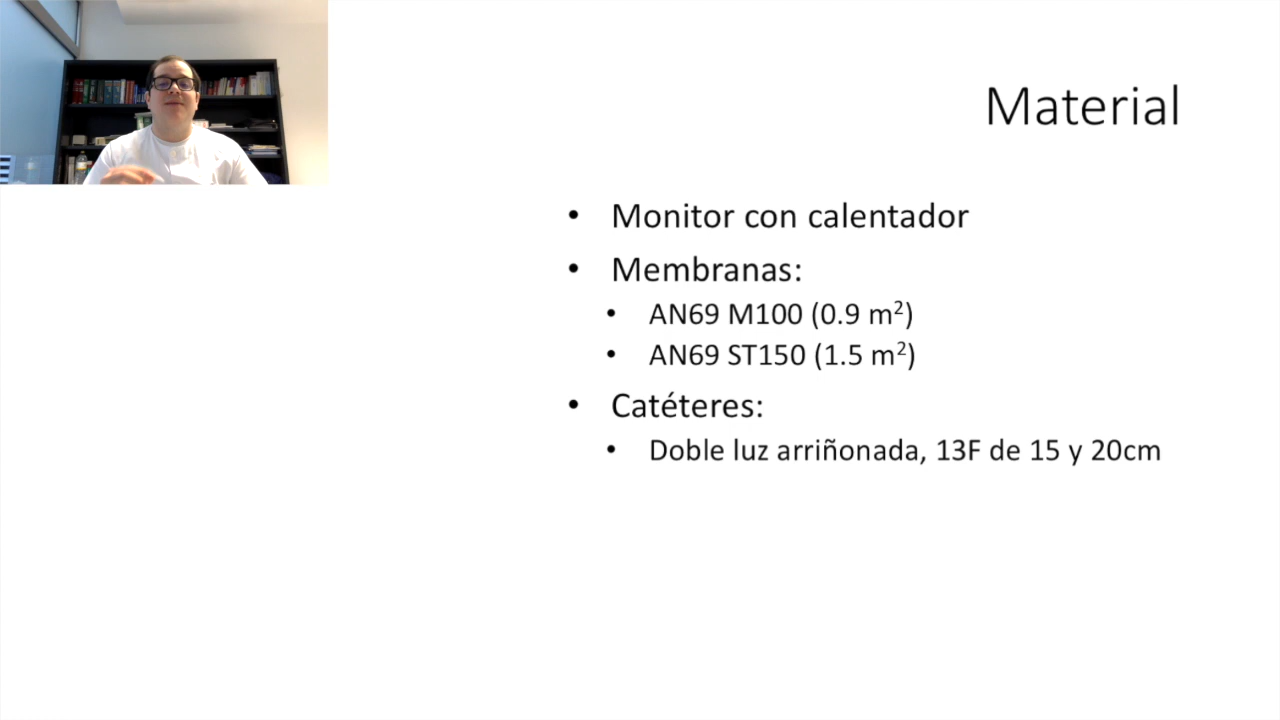 Material
• Monitor con calentador
• Membranas:
• AN69 M100 (0.9 m²)
• AN69 ST150 (1.5 m²)
• Catéteres:
• Doble luz arriñonada, 13F de 15 y 20cm